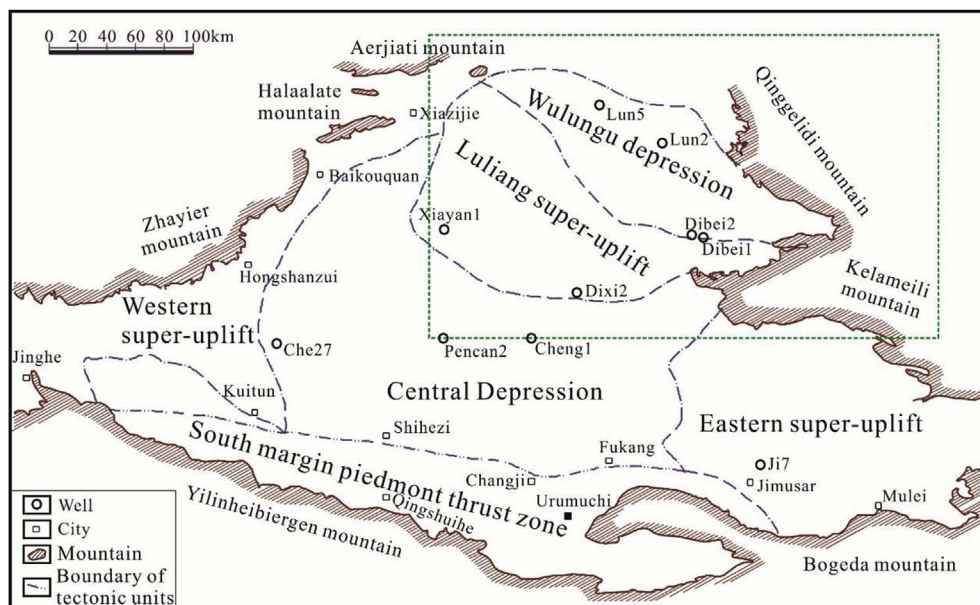 0 20 40 60 80 100km
Aerjiati mountain
Halaalate
mountain
Xiazijie
Lun5
Wulungu depression
Lun2
Qinggelidi mountain
Baikouquan
Luliang super-uplift
Xiayan1
Zhayier
mountain
Dibei2
Dibei1
Hongshanzui
Dixi2
Kelameili
mountain
Western
super-uplift
Che27
Pencan2
Cheng1
Jinghe
Kuitun
Central Depression
Shihezi
Eastern super-uplift
South margin piedmont thrust zone
Fukang
Ji7
Changji
Jimusar
Qingshuihe
Urumuchi
Mulei
Yilinheibiergen mountain
Bogeda mountain
Well
City
Mountain
Boundary of
tectonic units